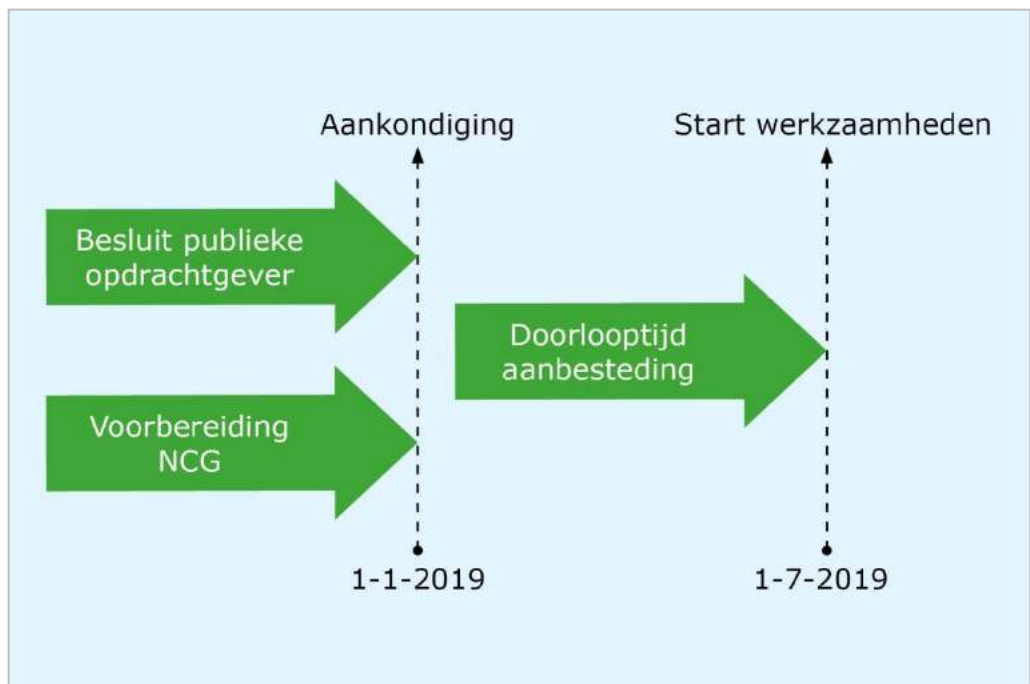 Aankondiging
Start werkzaamheden
Besluit publieke
opdrachtgever
Doorlooptijd
aanbesteding
Voorbereiding
NCG
1-1-2019
1-7-2019